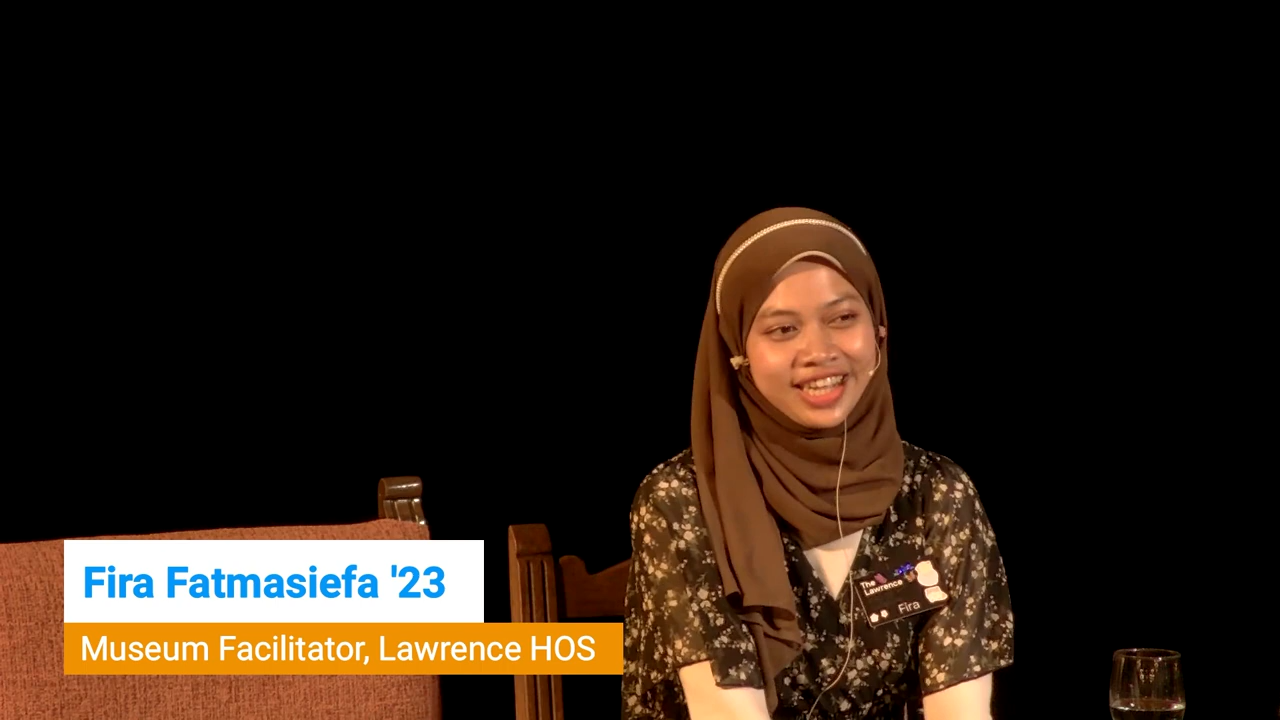 Fira Fatmasiefa '23
Museum Facilitator, Lawrence HOS
The
Lawrence
Fira